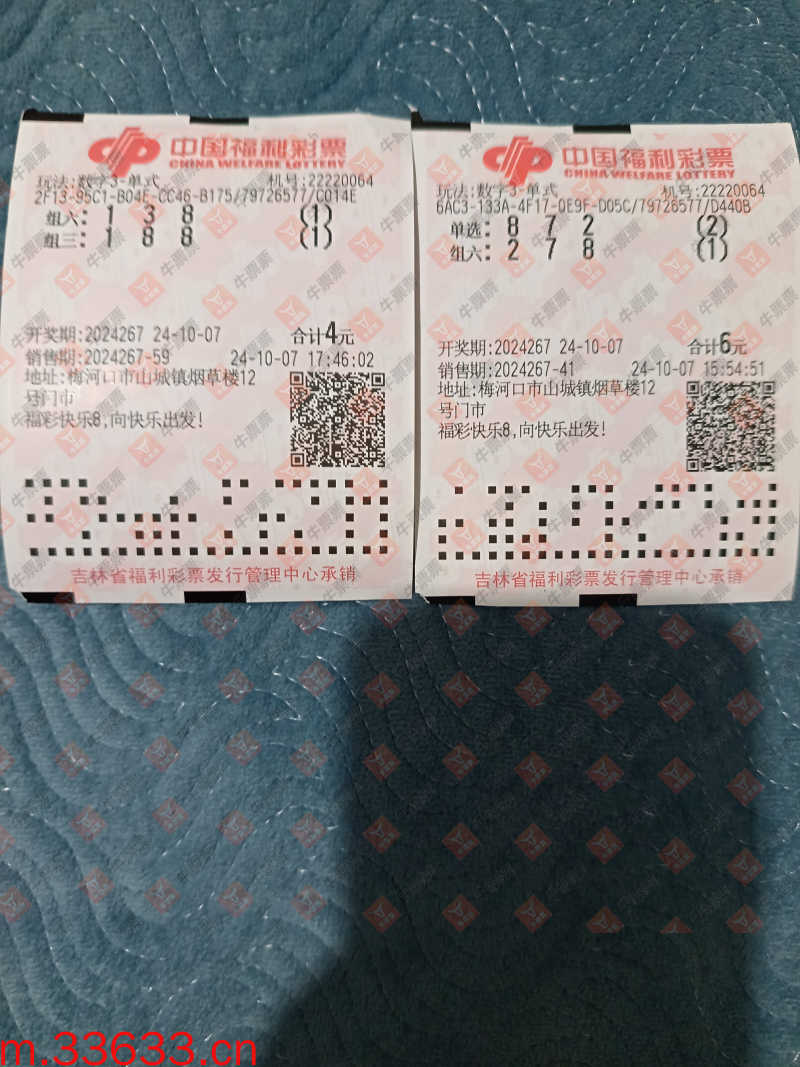 中国福利彩票
CHINA WELFARE LOTTERY
玩法:数字3-单式 机号:22220064
2F13-95C1-B04E-CC46-B175/79726577/C014E
组六: 1 3 8 (1)
组三: 1 8 8 (1)
开奖期:2024267 24-10-07 合计4元
销售期:2024267-59 24-10-07 17:46:02
地址:梅河口市山城镇烟草楼12
号门市
福彩快乐8,向快乐出发!
吉林省福利彩票发行管理中心承销
中国福利彩票
CHINA WELFARE LOTTERY
玩法:数字3-单式 机号:22220064
6AC3-133A-4F17-0E9F-D05C/79726577/D440B
单选: 8 7 2 (2)
组六: 2 7 8 (1)
开奖期:2024267 24-10-07 合计6元
销售期:2024267-41 24-10-07 15:54:51
地址:梅河口市山城镇烟草楼12
号门市
福彩快乐8,向快乐出发!
吉林省福利彩票发行管理中心承销
牛票票
m.33633.cn